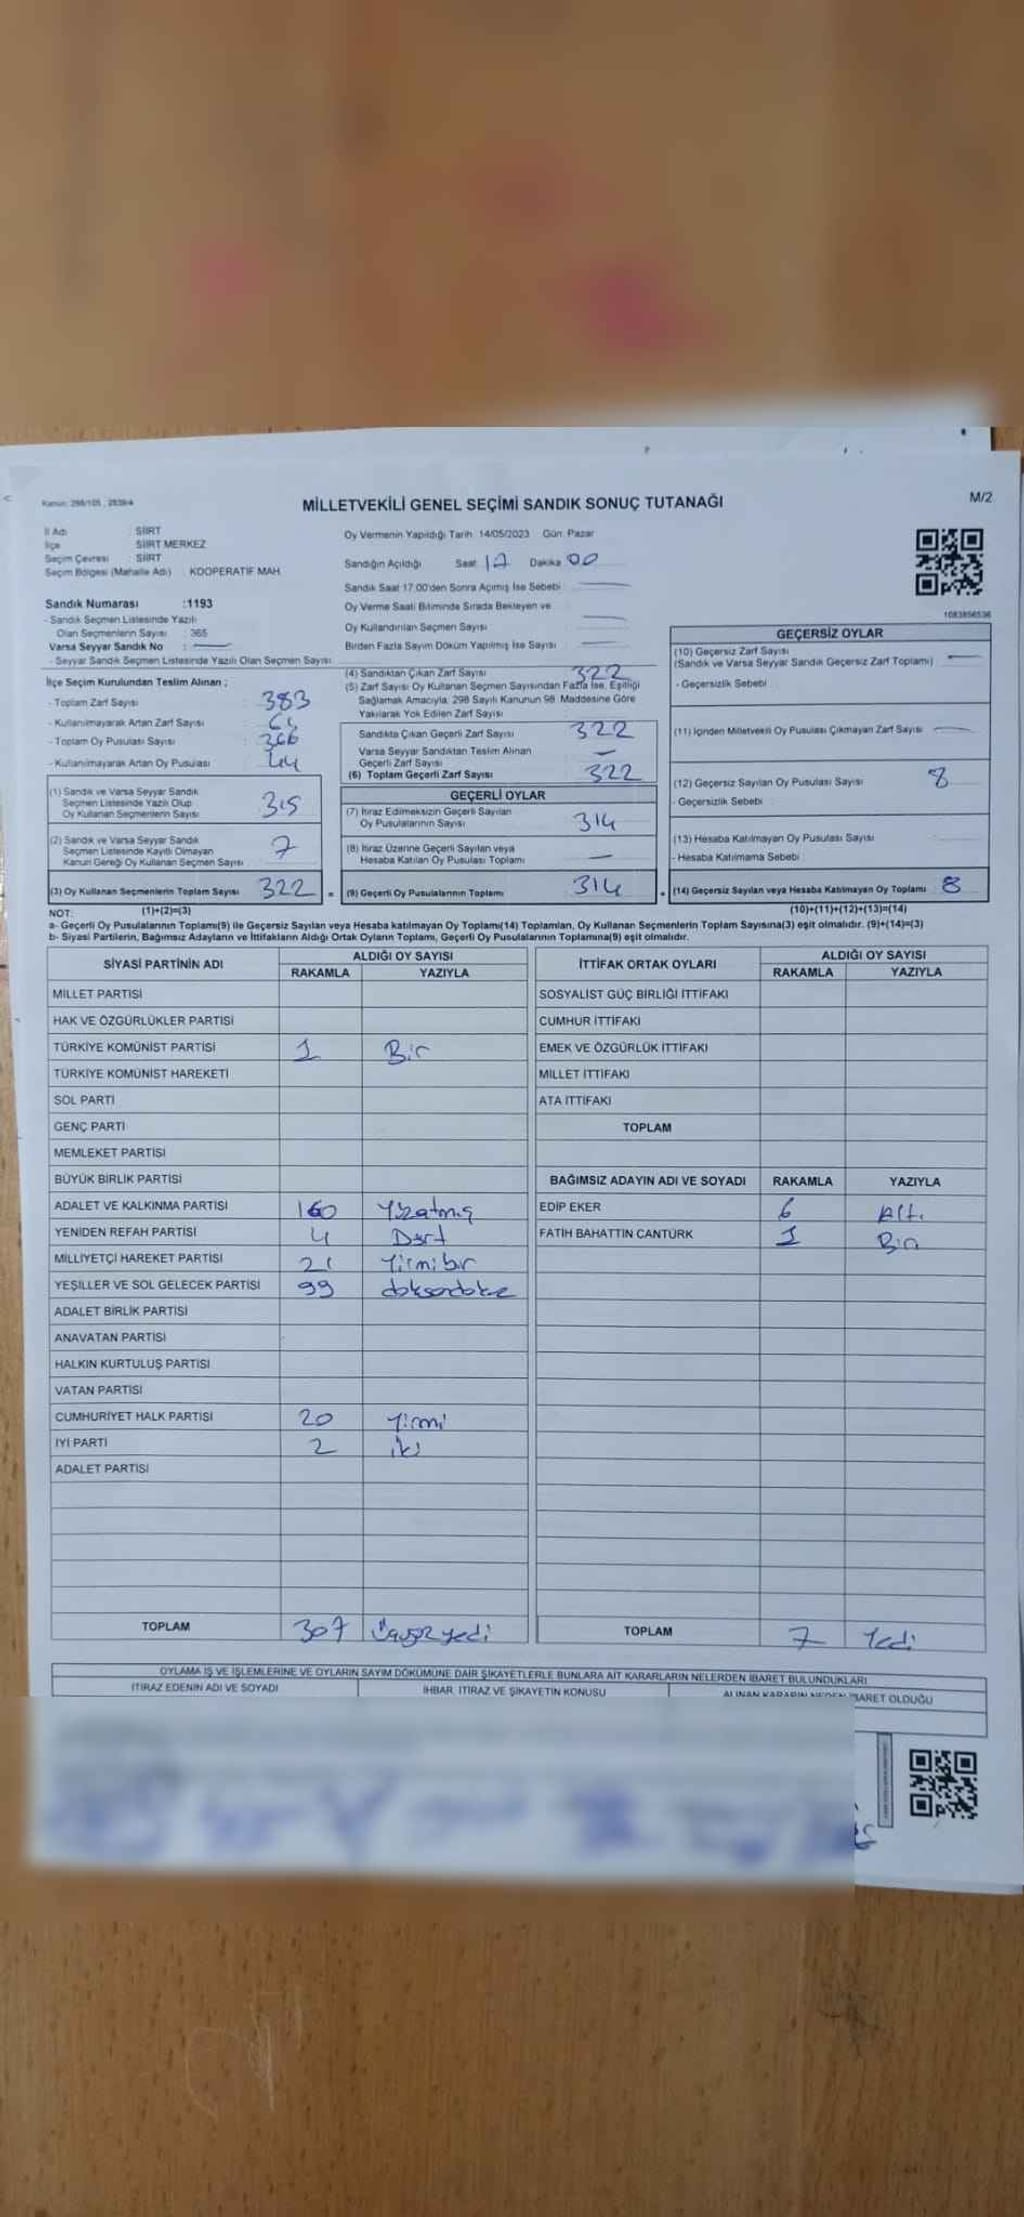 Kanun: 298/105, 2839/4
MİLLETVEKİLİ GENEL SEÇİMİ SANDIK SONUÇ TUTANAĞI
M/2
İl Adı : SİİRT
İlçe : SİİRT MERKEZ
Seçim Çevresi : SİİRT
Seçim Bölgesi (Mahalle Adı) : KOOPERATİF MAH.
Sandık Numarası :1193
- Sandık Seçmen Listesinde Yazılı
Olan Seçmenlerin Sayısı : 365
Varsa Seyyar Sandık No :
- Seyyar Sandık Seçmen Listesinde Yazılı Olan Seçmen Sayısı
Oy Vermenin Yapıldığı Tarih: 14/05/2023 Gün: Pazar
Sandığın Açıldığı Saat 17 Dakika 00
Sandık Saat 17:00'den Sonra Açılmış İse Sebebi
Oy Verme Saati Bitiminde Sırada Bekleyen ve
Oy Kullandırılan Seçmen Sayısı
Birden Fazla Sayım Döküm Yapılmış İse Sayısı
1083856536
İlçe Seçim Kurulundan Teslim Alınan ;
- Toplam Zarf Sayısı : 383
- Kullanılmayarak Artan Zarf Sayısı : 61
- Toplam Oy Pusulası Sayısı : 366
- Kullanılmayarak Artan Oy Pusulası : 44
(1) Sandık ve Varsa Seyyar Sandık
Seçmen Listesinde Yazılı Olup
Oy Kullanan Seçmenlerin Sayısı 315
(2) Sandık ve Varsa Seyyar Sandık
Seçmen Listesinde Kayıtlı Olmayan
Kanun Gereği Oy Kullanan Seçmen Sayısı 7
(3) Oy Kullanan Seçmenlerin Toplam Sayısı 322
(1)+(2)=(3)
(4) Sandıktan Çıkan Zarf Sayısı 322
(5) Zarf Sayısı Oy Kullanan Seçmen Sayısından Fazla İse, Eşitliği
Sağlamak Amacıyla, 298 Sayılı Kanunun 98. Maddesine Göre
Yakılarak Yok Edilen Zarf Sayısı
Sandıkta Çıkan Geçerli Zarf Sayısı 322
Varsa Seyyar Sandıktan Teslim Alınan
Geçerli Zarf Sayısı –
(6) Toplam Geçerli Zarf Sayısı 322
GEÇERLİ OYLAR
(7) İtiraz Edilmeksizin Geçerli Sayılan
Oy Pusulalarının Sayısı 314
(8) İtiraz Üzerine Geçerli Sayılan veya
Hesaba Katılan Oy Pusulası Toplamı –
= (9) Geçerli Oy Pusulalarının Toplamı 314
GEÇERSİZ OYLAR
(10) Geçersiz Zarf Sayısı
(Sandık ve Varsa Seyyar Sandık Geçersiz Zarf Toplamı) –
- Geçersizlik Sebebi :
(11) İçinden Milletvekili Oy Pusulası Çıkmayan Zarf Sayısı –
(12) Geçersiz Sayılan Oy Pusulası Sayısı 8
- Geçersizlik Sebebi :
(13) Hesaba Katılmayan Oy Pusulası Sayısı
- Hesaba Katılmama Sebebi :
+ (14) Geçersiz Sayılan veya Hesaba Katılmayan Oy Toplamı 8
(10)+(11)+(12)+(13)=(14)
NOT:
a- Geçerli Oy Pusulalarının Toplamı(9) ile Geçersiz Sayılan veya Hesaba katılmayan Oy Toplamı(14) Toplamları, Oy Kullanan Seçmenlerin Toplam Sayısına(3) eşit olmalıdır. (9)+(14)=(3)
b- Siyasi Partilerin, Bağımsız Adayların ve İttifakların Aldığı Ortak Oyların Toplamı, Geçerli Oy Pusulalarının Toplamına(9) eşit olmalıdır.
SİYASİ PARTİNİN ADI ALDIĞI OY SAYISI
RAKAMLA YAZIYLA
MİLLET PARTİSİ
HAK VE ÖZGÜRLÜKLER PARTİSİ
TÜRKİYE KOMÜNİST PARTİSİ 1 Bir
TÜRKİYE KOMÜNİST HAREKETİ
SOL PARTİ
GENÇ PARTİ
MEMLEKET PARTİSİ
BÜYÜK BİRLİK PARTİSİ
ADALET VE KALKINMA PARTİSİ 160 Yüzatmış
YENİDEN REFAH PARTİSİ 4 Dört
MİLLİYETÇİ HAREKET PARTİSİ 21 Yirmibir
YEŞİLLER VE SOL GELECEK PARTİSİ 99 doksandokuz
ADALET BİRLİK PARTİSİ
ANAVATAN PARTİSİ
HALKIN KURTULUŞ PARTİSİ
VATAN PARTİSİ
CUMHURİYET HALK PARTİSİ 20 Yirmi
İYİ PARTİ 2 iki
ADALET PARTİSİ
TOPLAM 307 Üçyüzyedi
İTTİFAK ORTAK OYLARI ALDIĞI OY SAYISI
RAKAMLA YAZIYLA
SOSYALİST GÜÇ BİRLİĞİ İTTİFAKI
CUMHUR İTTİFAKI
EMEK VE ÖZGÜRLÜK İTTİFAKI
MİLLET İTTİFAKI
ATA İTTİFAKI
TOPLAM
BAĞIMSIZ ADAYIN ADI VE SOYADI RAKAMLA YAZIYLA
EDİP EKER 6 Altı
FATİH BAHATTİN CANTÜRK 1 Bir
TOPLAM 7 Yedi
OYLAMA İŞ VE İŞLEMLERİNE VE OYLARIN SAYIM DÖKÜMÜNE DAİR ŞİKAYETLERLE BUNLARA AİT KARARLARIN NELERDEN İBARET BULUNDUKLARI
İTİRAZ EDENİN ADI VE SOYADI İHBAR, İTİRAZ VE ŞİKAYETİN KONUSU ALINAN KARARIN NEDEN İBARET OLDUĞU